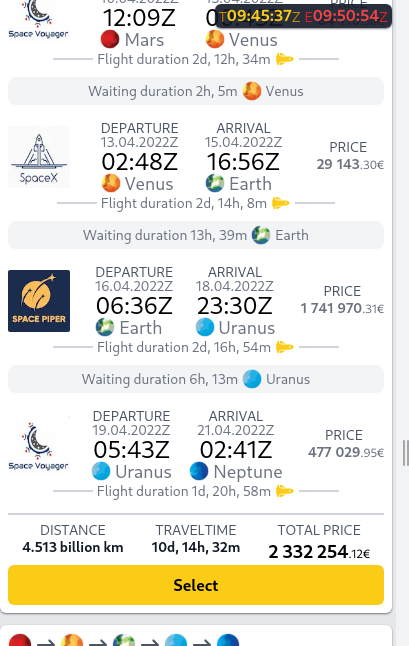 PRICE
T09:45:37Z E09:50:54Z
12:09Z
Space Voyager
Mars
Venus
Flight duration 2d, 12h, 34m
Waiting duration 2h, 5m Venus
DEPARTURE ARRIVAL
13.04.2022Z 15.04.2022Z
PRICE
02:48Z 16:56Z
29 143.30€
SpaceX
Venus Earth
Flight duration 2d, 14h, 8m
Waiting duration 13h, 39m Earth
DEPARTURE ARRIVAL
16.04.2022Z 18.04.2022Z
PRICE
06:36Z 23:30Z
1 741 970.31€
SPACE PIPER
Earth Uranus
Flight duration 2d, 16h, 54m
Waiting duration 6h, 13m Uranus
DEPARTURE ARRIVAL
19.04.2022Z 21.04.2022Z
PRICE
05:43Z 02:41Z
477 029.95€
Space Voyager
Uranus Neptune
Flight duration 1d, 20h, 58m
DISTANCE TRAVELTIME TOTAL PRICE
4.513 billion km 10d, 14h, 32m 2 332 254.12€
Select